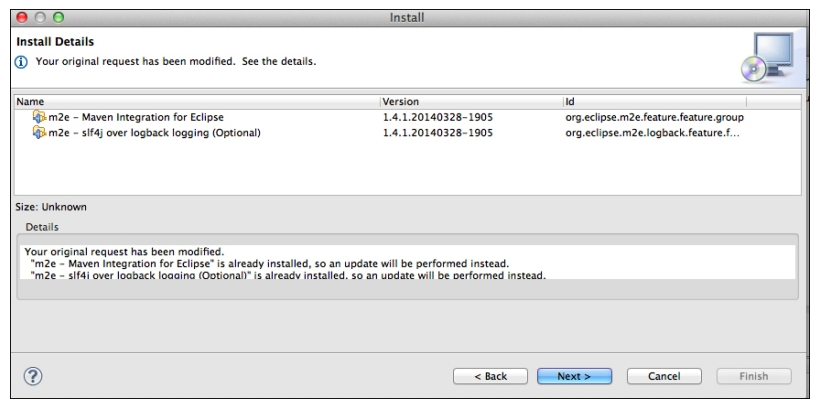 Install
Install Details
Your original request has been modified. See the details.
Name Version Id
m2e – Maven Integration for Eclipse 1.4.1.20140328-1905 org.eclipse.m2e.feature.feature.group
m2e – slf4j over logback logging (Optional) 1.4.1.20140328-1905 org.eclipse.m2e.logback.feature.f...
Size: Unknown
Details
Your original request has been modified.
"m2e – Maven Integration for Eclipse" is already installed, so an update will be performed instead.
"m2e – slf4j over logback logging (Optional)" is already installed, so an update will be performed instead.
? < Back Next > Cancel Finish